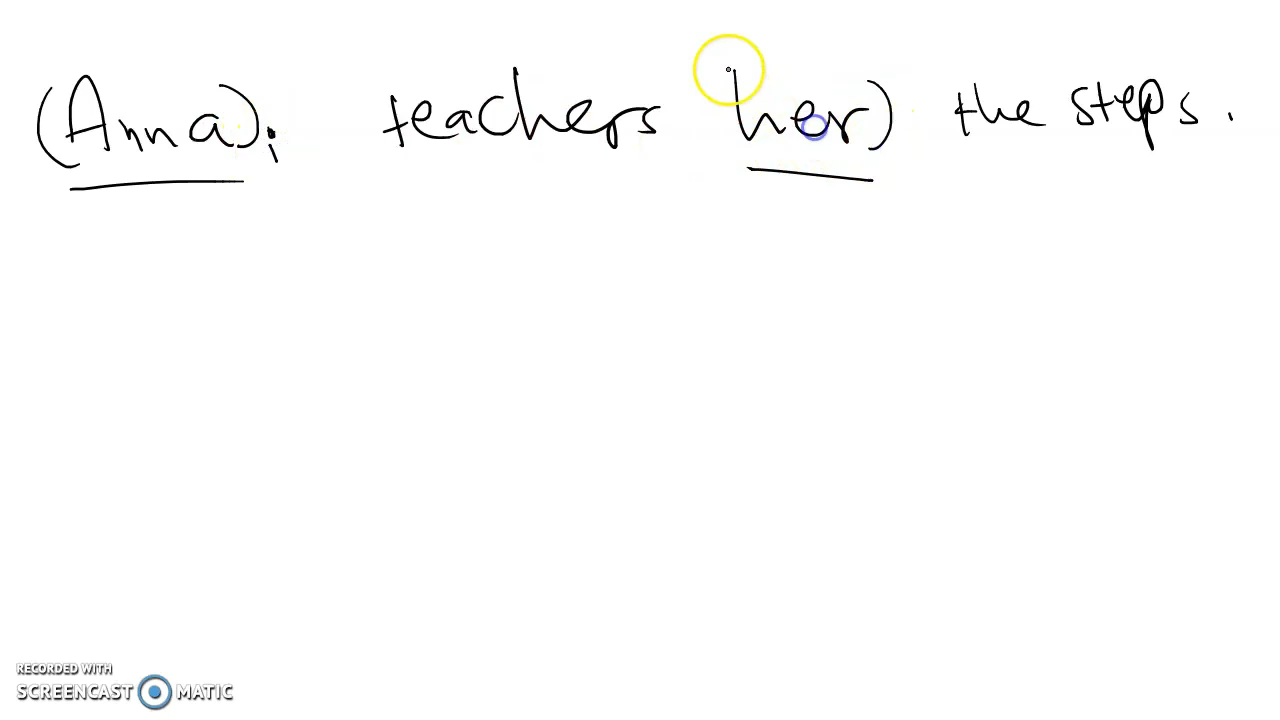 (Anna): teachers her) the steps.
RECORDED WITH
SCREENCAST MATIC